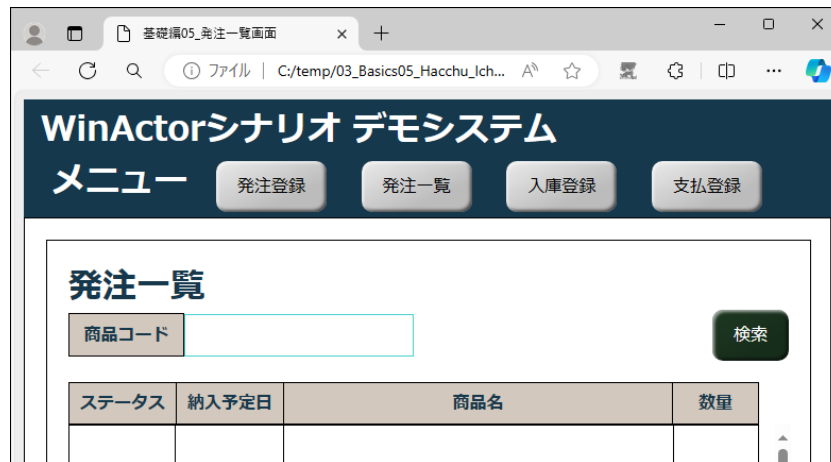 基礎編05_発注一覧画面
ファイル C:/temp/03_Basics05_Hacchu_Ich...
WinActorシナリオ デモシステム
メニュー 発注登録 発注一覧 入庫登録 支払登録
発注一覧
商品コード 検索
ステータス 納入予定日 商品名 数量